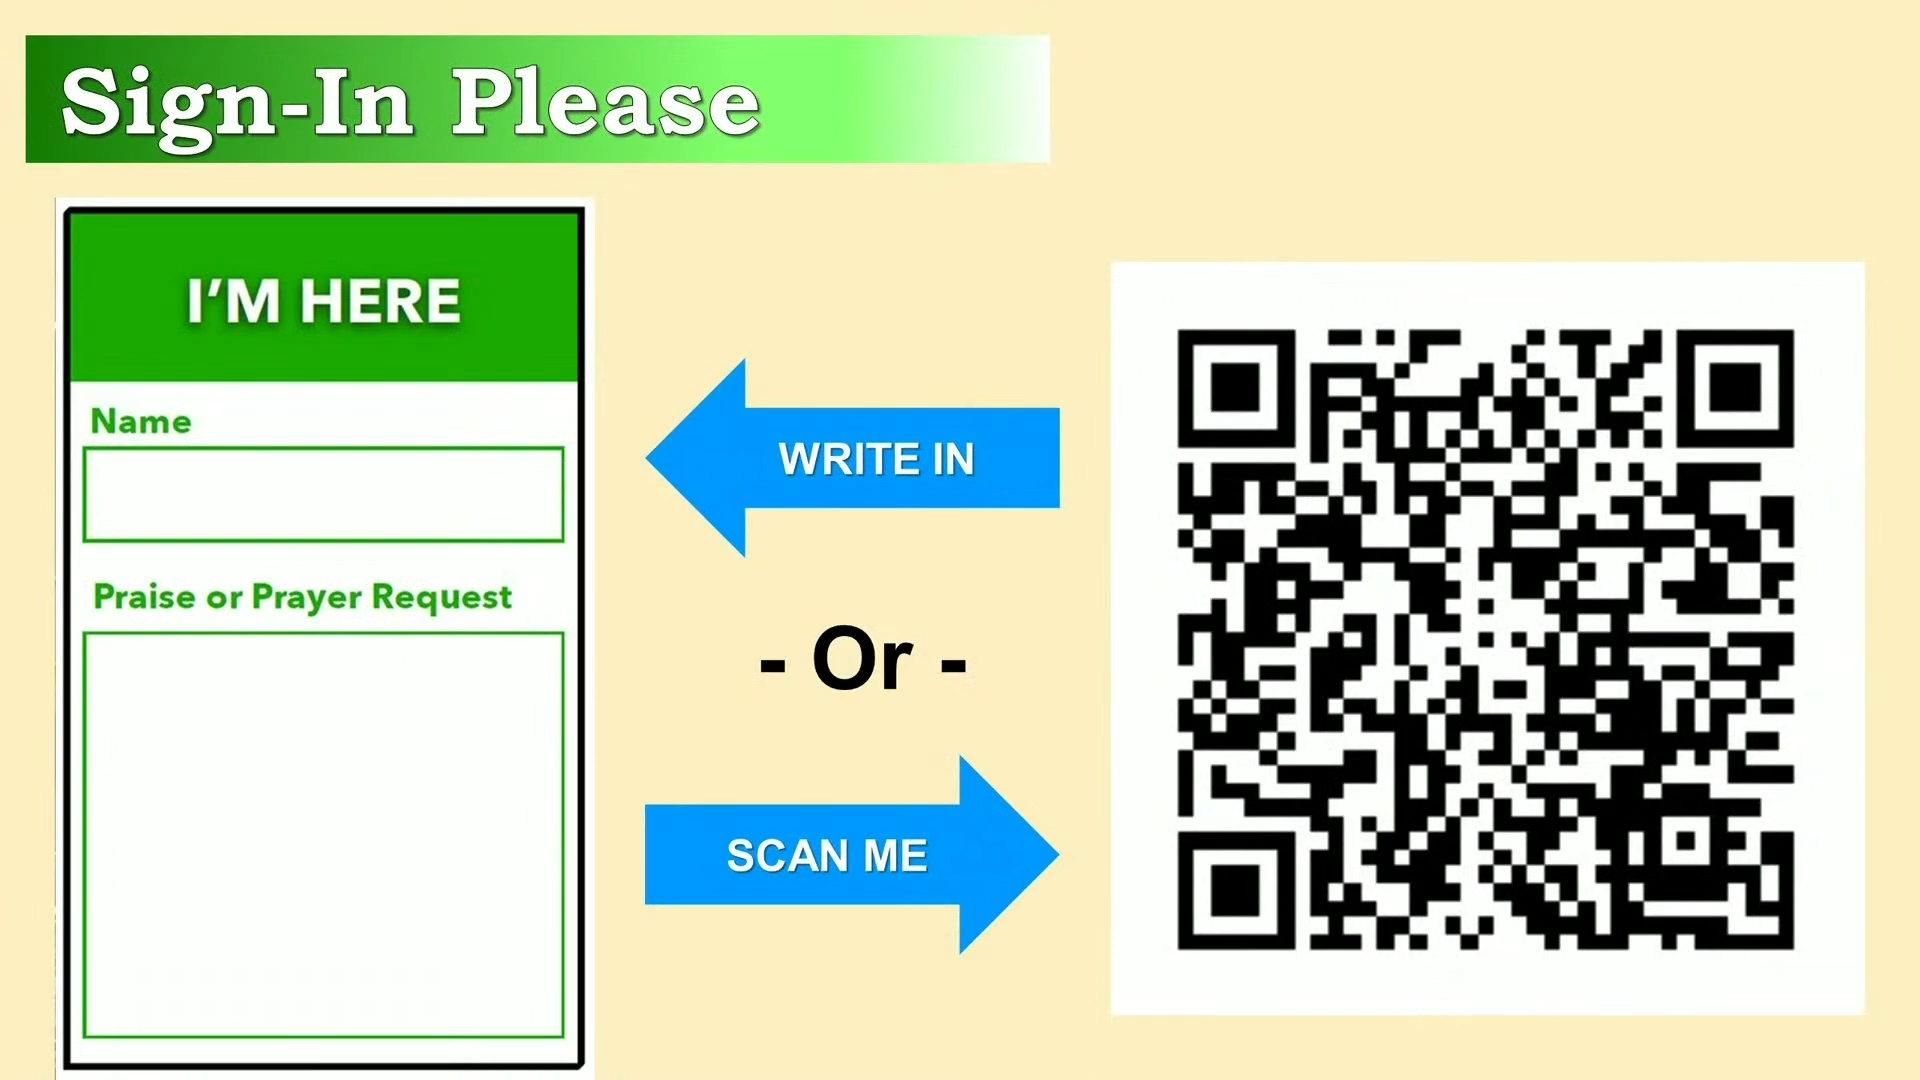 Sign-In Please
I’M HERE
Name
Praise or Prayer Request
WRITE IN
- Or -
SCAN ME